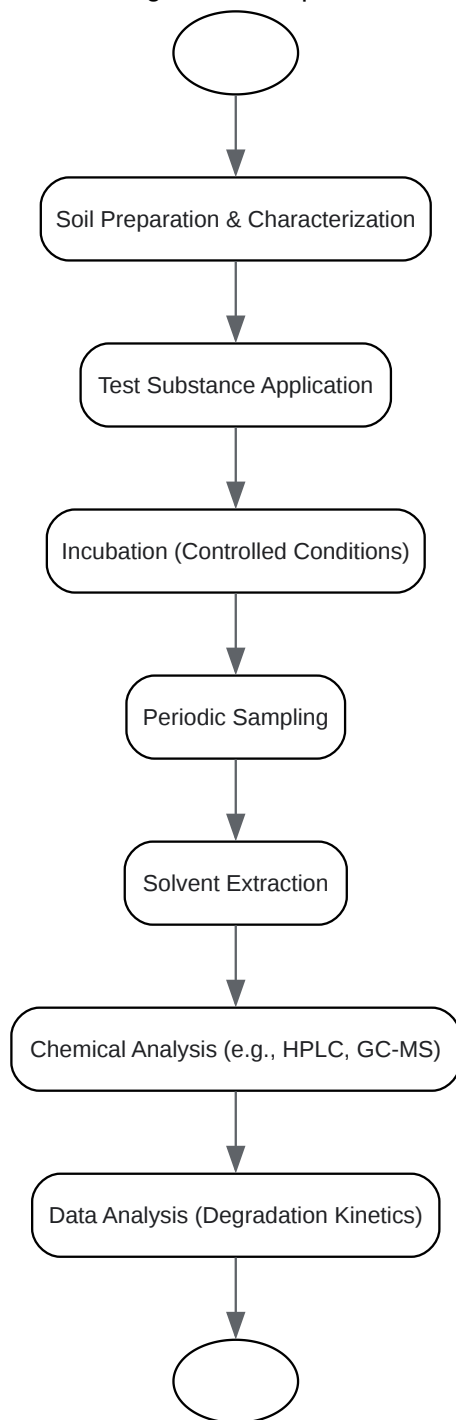 Soil Preparation & Characterization
Test Substance Application
Incubation (Controlled Conditions)
Periodic Sampling
Solvent Extraction
Chemical Analysis (e.g., HPLC, GC-MS)
Data Analysis (Degradation Kinetics)